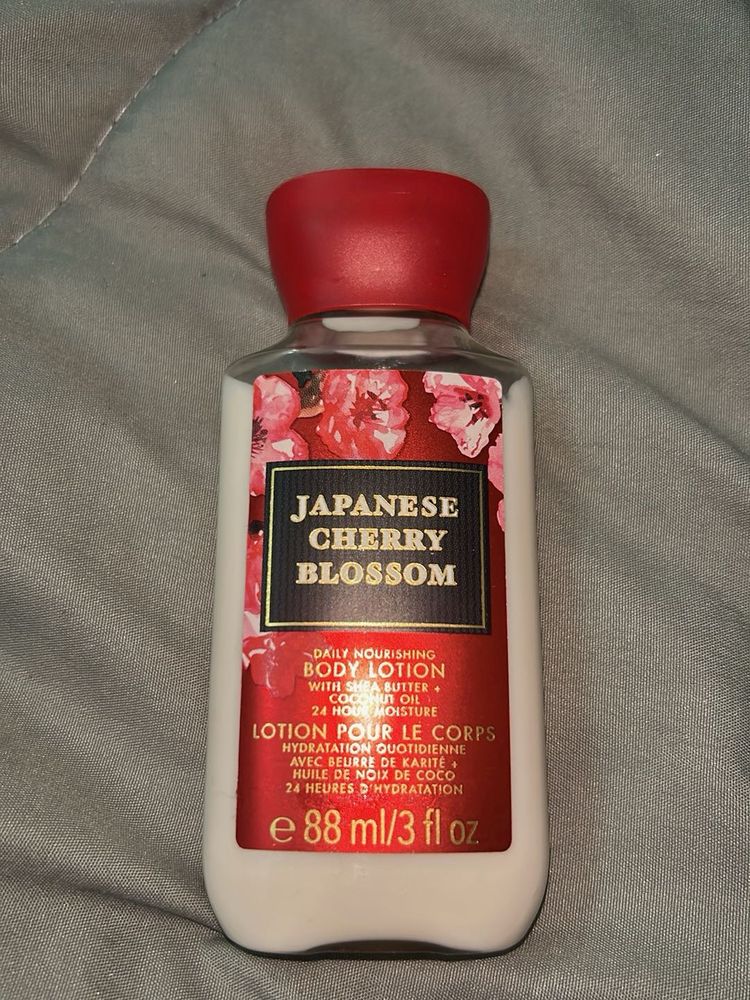 JAPANESE
CHERRY
BLOSSOM
DAILY NOURISHING
BODY LOTION
WITH SHEA BUTTER +
COCONUT OIL
24 HOUR MOISTURE
LOTION POUR LE CORPS
HYDRATATION QUOTIDIENNE
AVEC BEURRE DE KARITÉ +
HUILE DE NOIX DE COCO
24 HEURES D'HYDRATATION
℮ 88 ml/3 fl oz